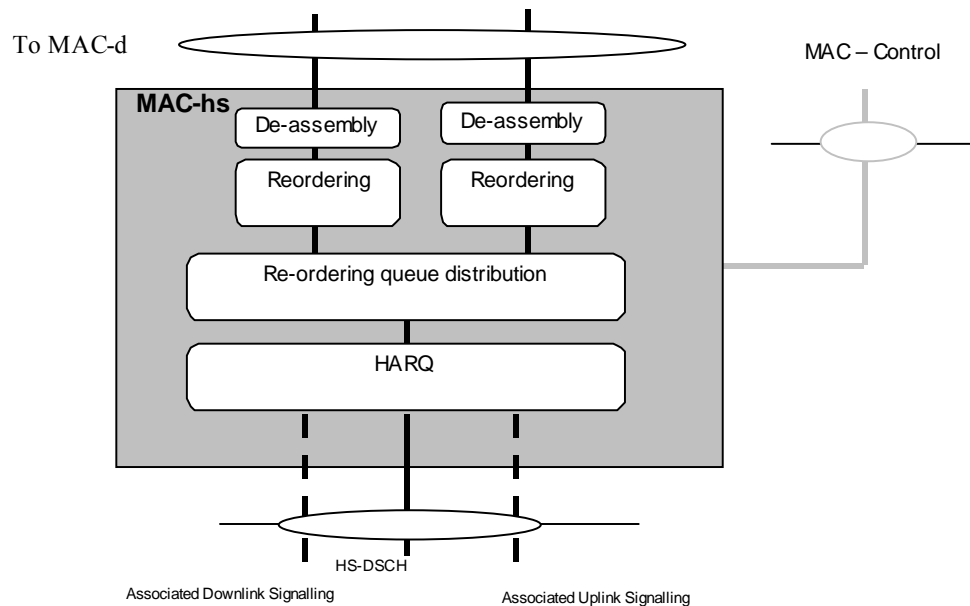 To MAC-d
MAC – Control
MAC-hs
De-assembly
De-assembly
Reordering
Reordering
Re-ordering queue distribution
HARQ
HS-DSCH
Associated Downlink Signalling
Associated Uplink Signalling